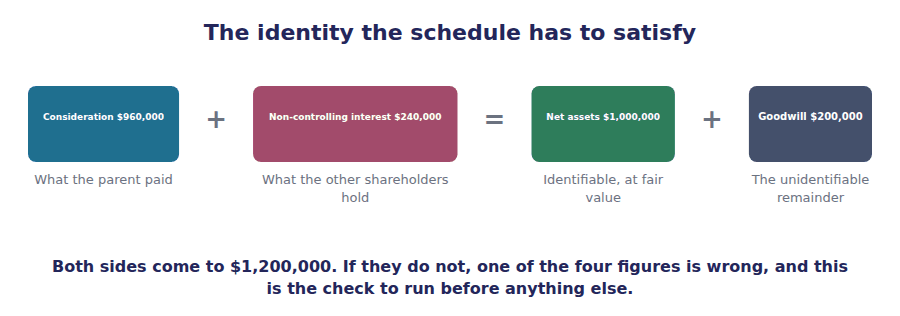 The identity the schedule has to satisfy
Consideration $960,000 + Non-controlling interest $240,000 = Net assets $1,000,000 + Goodwill $200,000
What the parent paid
What the other shareholders
hold
Identifiable, at fair
value
The unidentifiable
remainder
Both sides come to $1,200,000. If they do not, one of the four figures is wrong, and this
is the check to run before anything else.